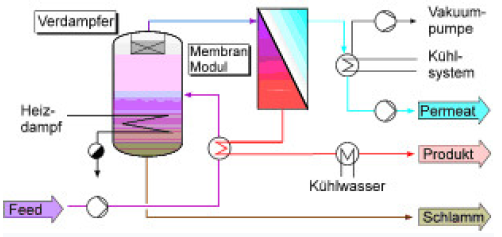 Verdampfer
Vakuum-
pumpe
Membran
Modul
Kühl-
system
Heiz-
dampf
Permeat
Produkt
Kühlwasser
Feed
Schlamm